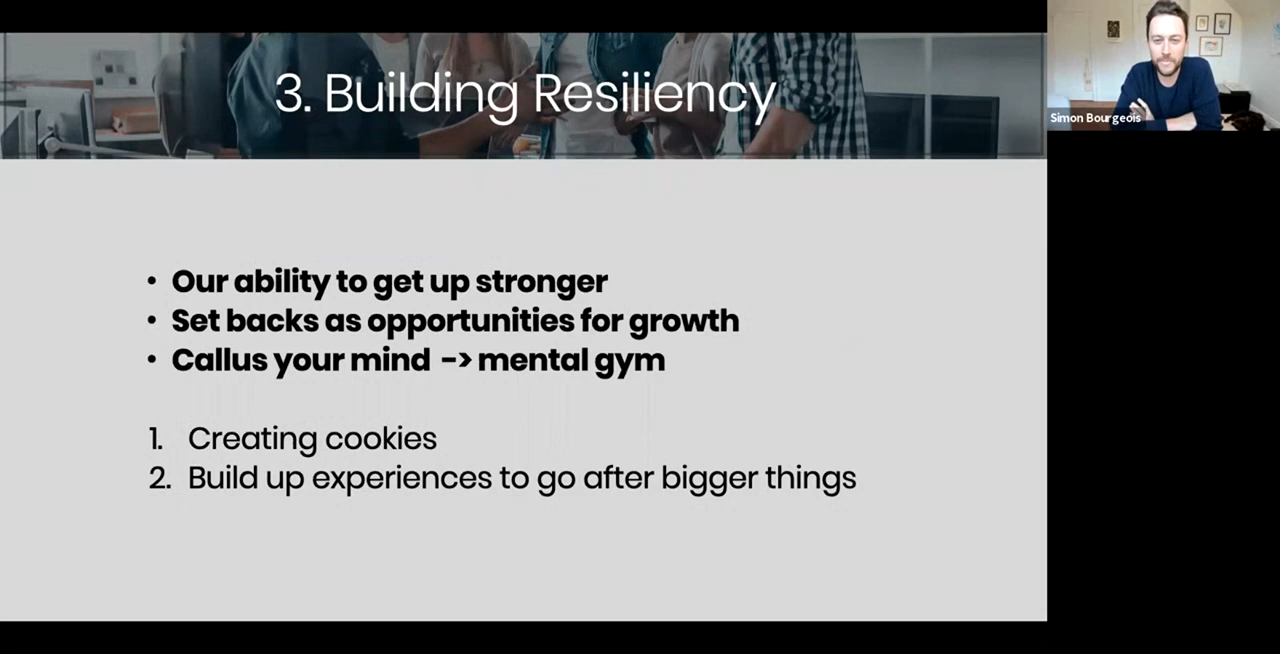 3. Building Resiliency
Simon Bourgeois
• Our ability to get up stronger
• Set backs as opportunities for growth
• Callus your mind -> mental gym
1. Creating cookies
2. Build up experiences to go after bigger things